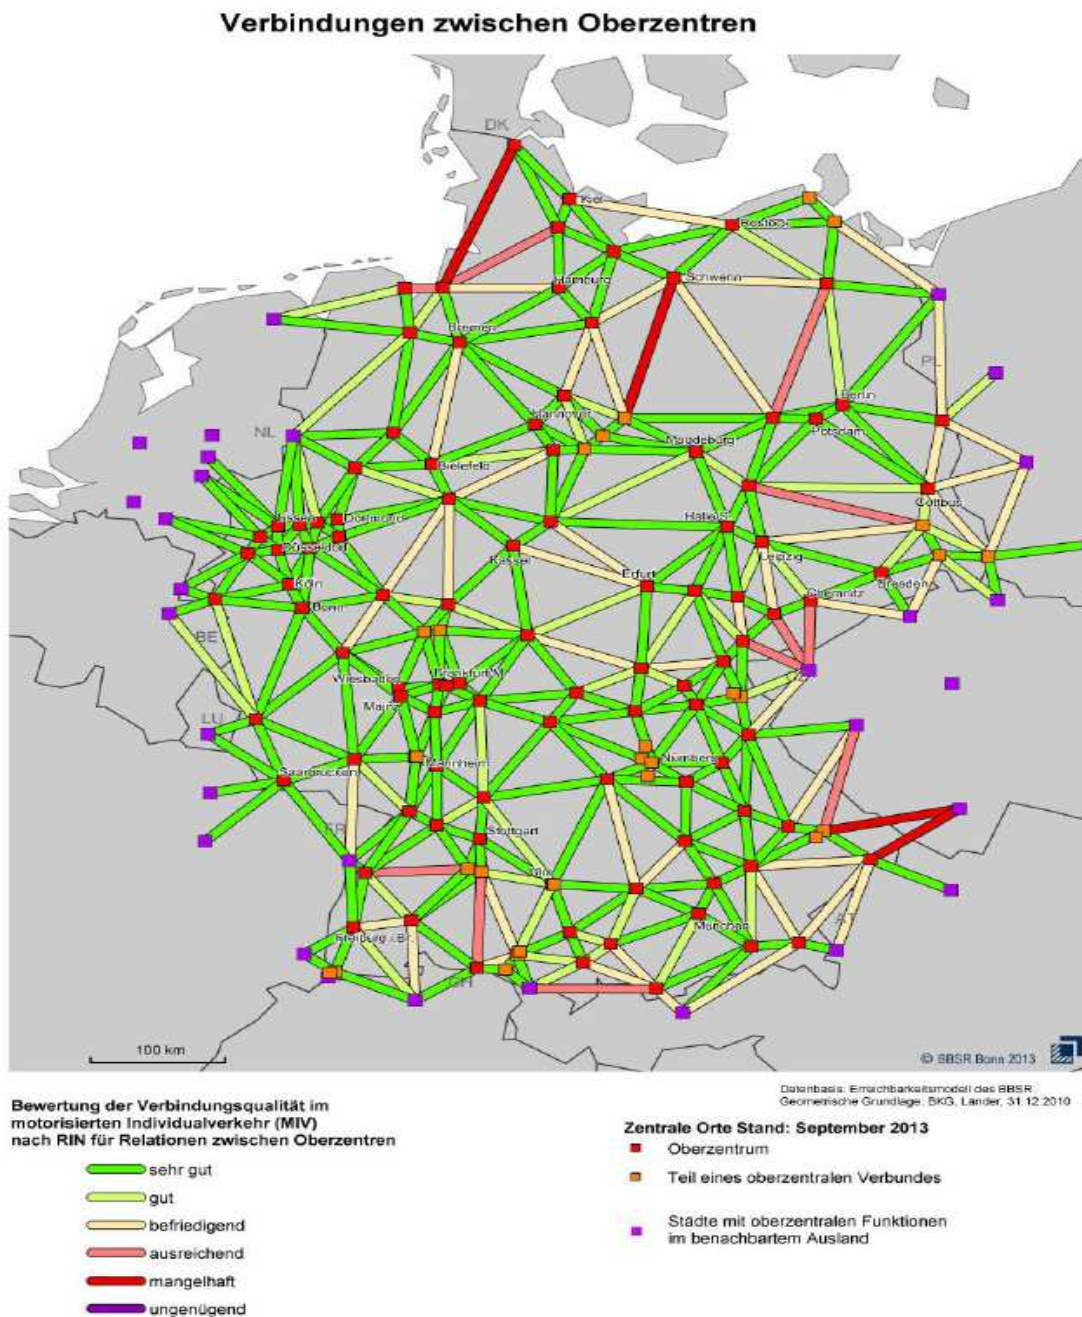 Verbindungen zwischen Oberzentren
DK
Kiel
Rostock
Hamburg
Schwerin
Bremen
PL
Berlin
Hannover
Potsdam
NL
Magdeburg
Bielefeld
Cottbus
Essen
Dortmund
Halle/S.
Düsseldorf
Leipzig
Kassel
Erfurt
Köln
Dresden
Chemnitz
Bonn
BE
Wiesbaden
Frankfurt/M.
CZ
Mainz
LU
Nürnberg
Mannheim
Saarbrücken
FR
Stuttgart
Ulm
München
AT
Freiburg i.Br.
CH
100 km
© BBSR Bonn 2013
Datenbasis: Erreichbarkeitsmodell des BBSR
Geometrische Grundlage: BKG, Länder, 31.12.2010
Bewertung der Verbindungsqualität im
motorisierten Individualverkehr (MIV)
nach RIN für Relationen zwischen Oberzentren
sehr gut
gut
befriedigend
ausreichend
mangelhaft
ungenügend
Zentrale Orte Stand: September 2013
Oberzentrum
Teil eines oberzentralen Verbundes
Städte mit oberzentralen Funktionen
im benachbartem Ausland